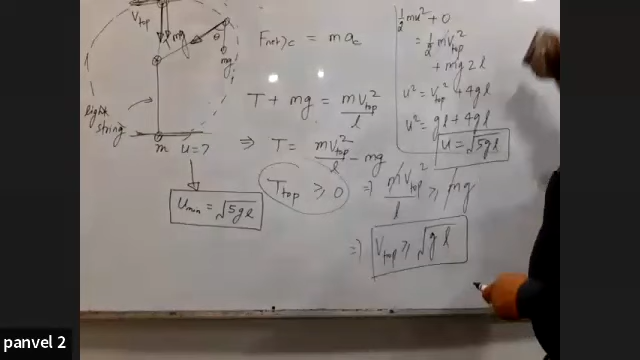 V_top
mg
θ
mg
light
string
m u = ?
u_min = √5gl
F_net)c = m a_c
T + mg = mV_top²/l
⇒ T = mV_top²/l - mg
T_top ≥ 0 ⇒ mV_top²/l ≥ mg
⇒ V_top ≥ √gl
½mu² + 0
= ½mV_top²
+ mg2l
u² = V_top² + 4gl
u² = gl + 4gl
u = √5gl
panvel 2